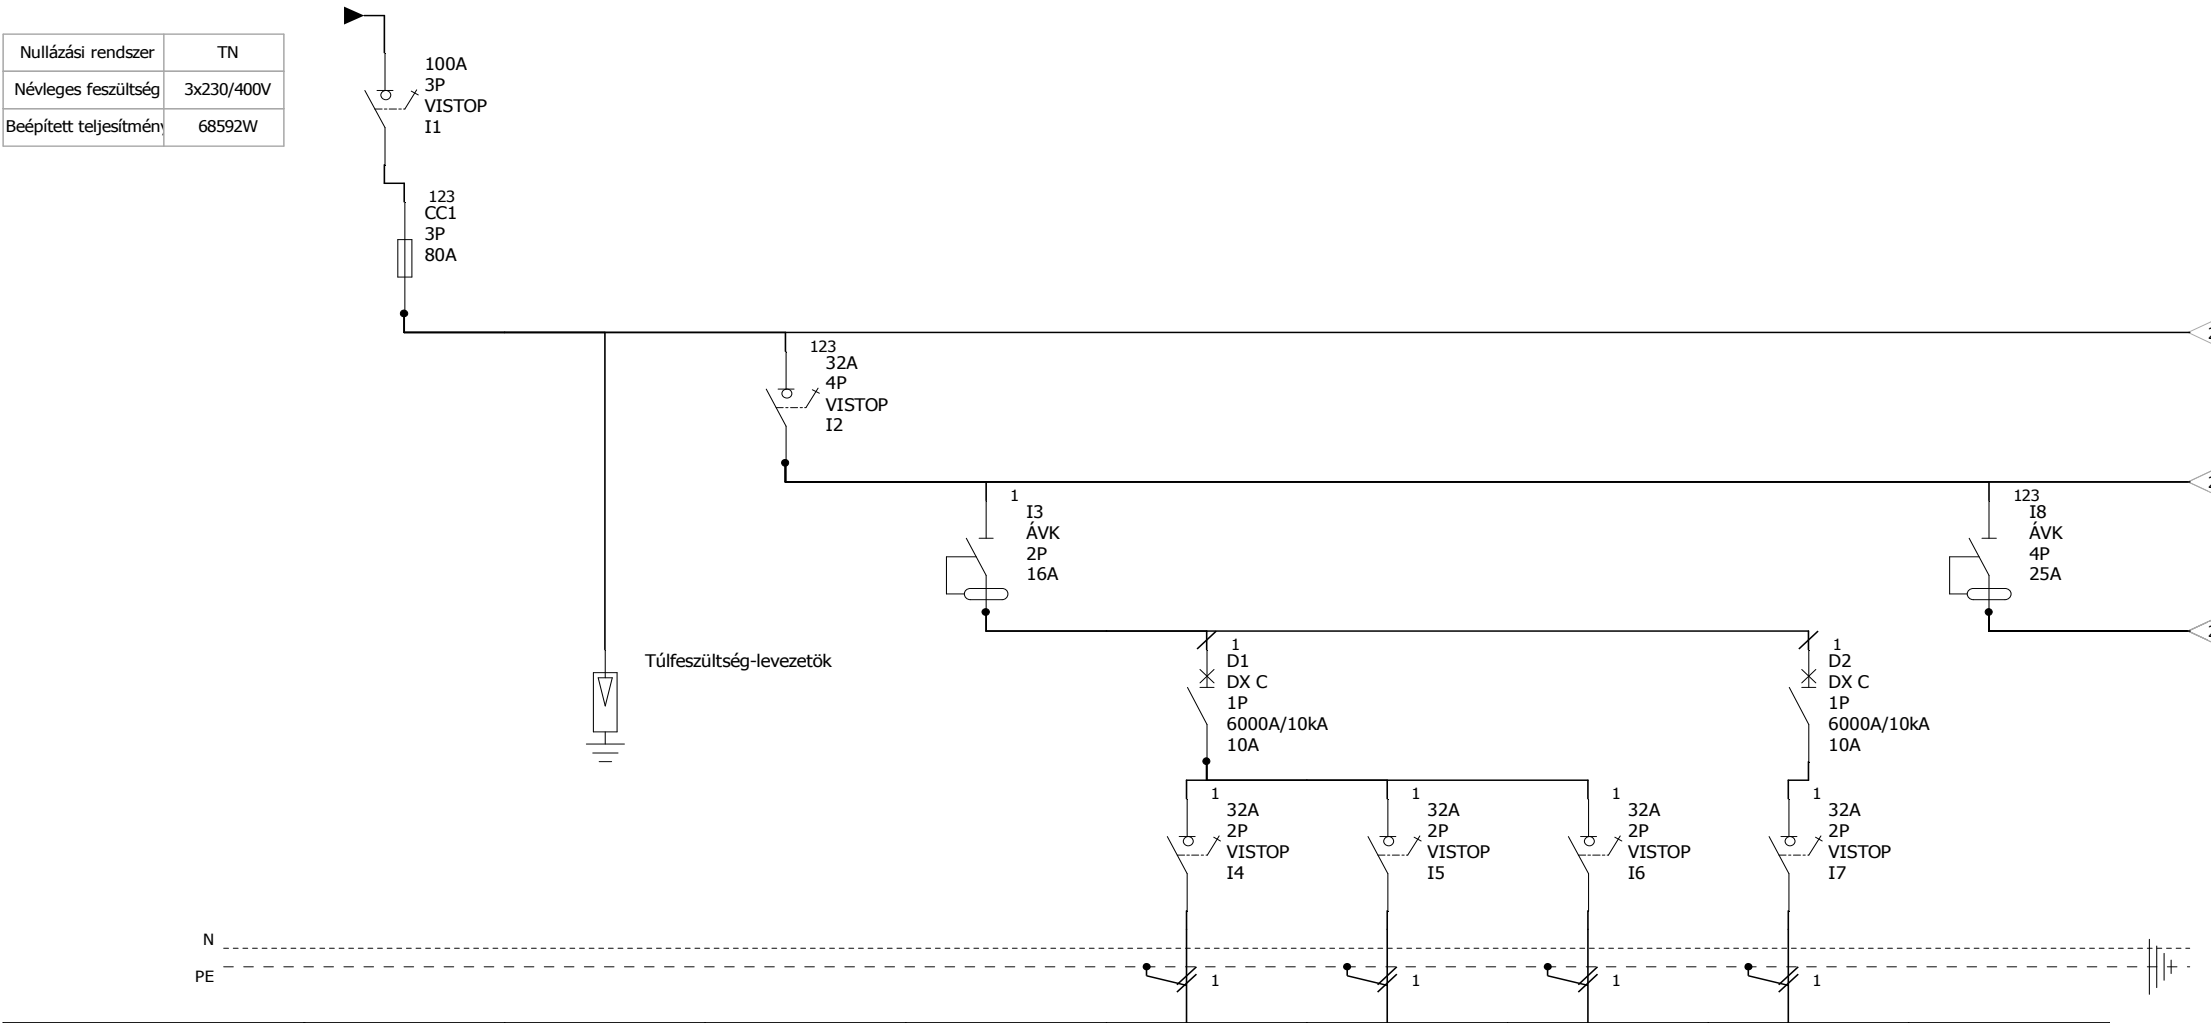 Nullázási rendszer TN
Névleges feszültség 3x230/400V
Beépített teljesítmény 68592W
100A
3P
VISTOP
I1
123
CC1
3P
80A
123
32A
4P
VISTOP
I2
1
I3
ÁVK
2P
16A
123
I8
ÁVK
4P
25A
Túlfeszültség-levezetök
1
D1
DX C
1P
6000A/10kA
10A
1
D2
DX C
1P
6000A/10kA
10A
1
32A
2P
VISTOP
I4
1
32A
2P
VISTOP
I5
1
32A
2P
VISTOP
I6
1
32A
2P
VISTOP
I7
N
PE
1
1
1
1